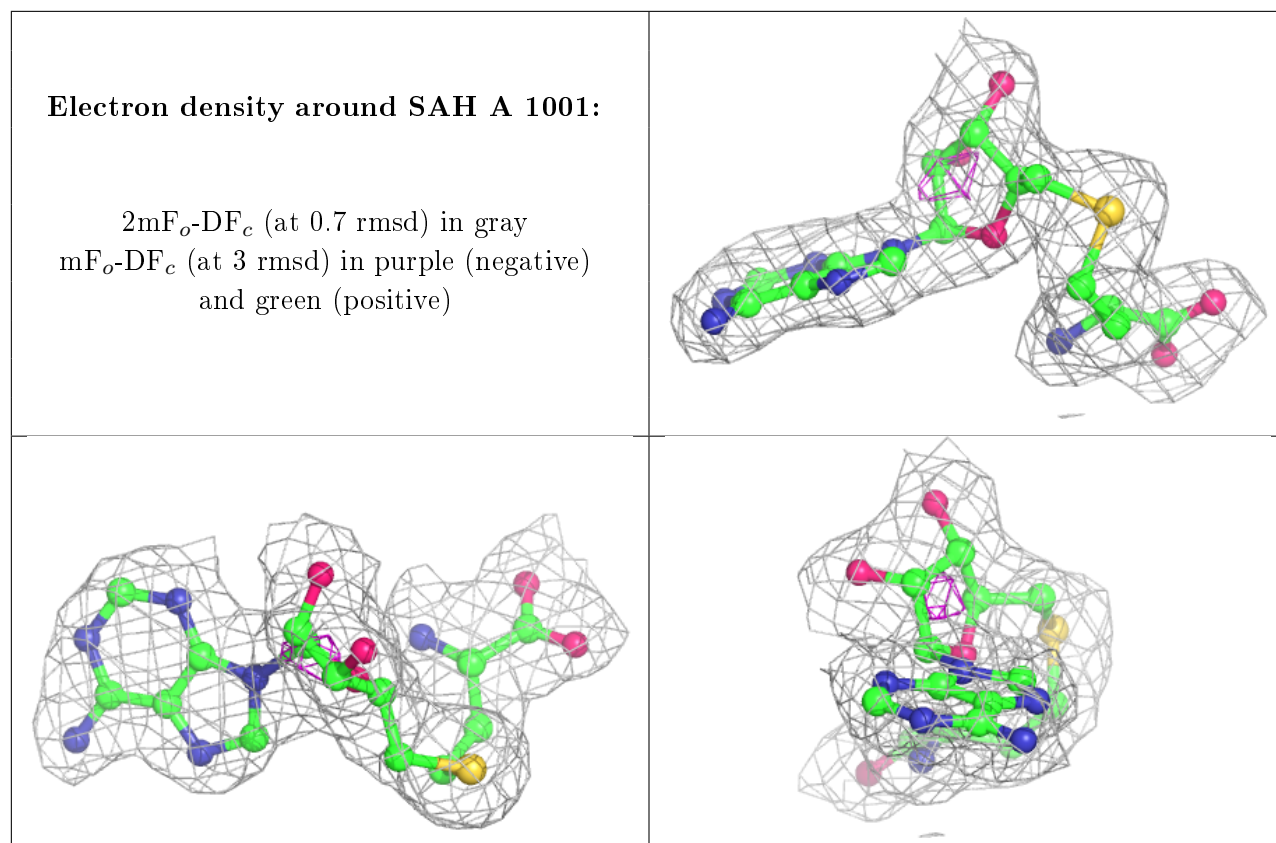 Electron density around SAH A 1001:
2mFo-DFc (at 0.7 rmsd) in gray
mFo-DFc (at 3 rmsd) in purple (negative)
and green (positive)